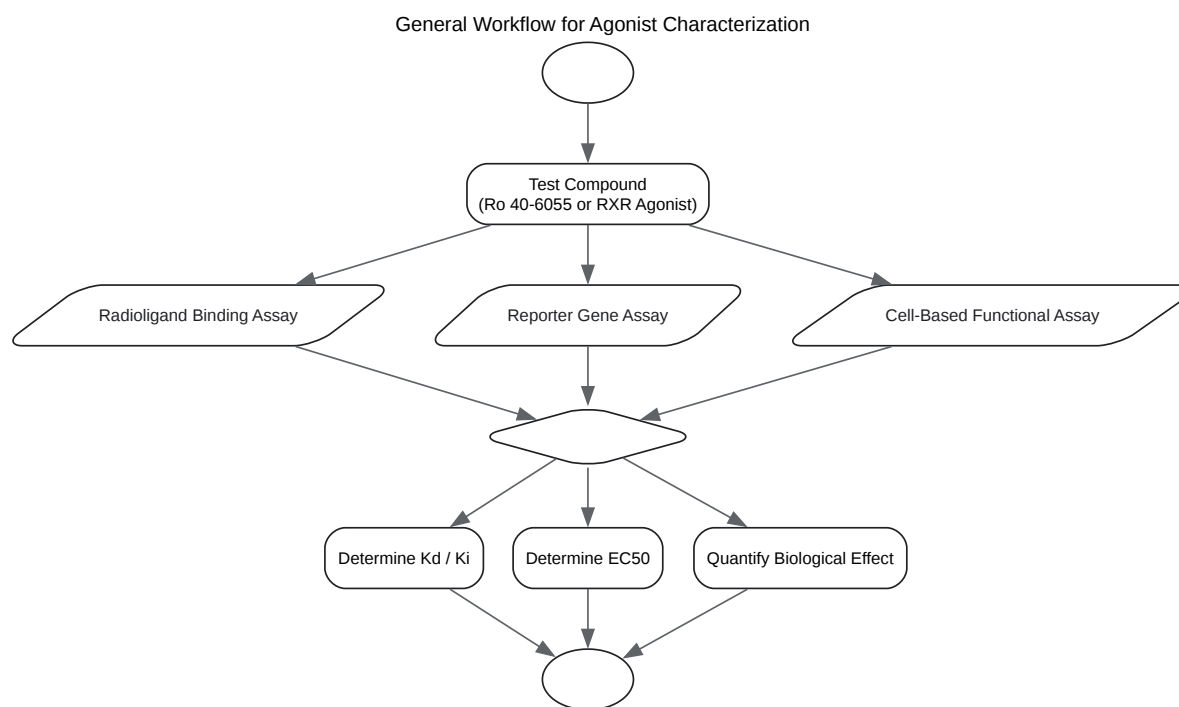 General Workflow for Agonist Characterization
Test Compound
(Ro 40-6055 or RXR Agonist)
Radioligand Binding Assay
Reporter Gene Assay
Cell-Based Functional Assay
Determine Kd / Ki
Determine EC50
Quantify Biological Effect